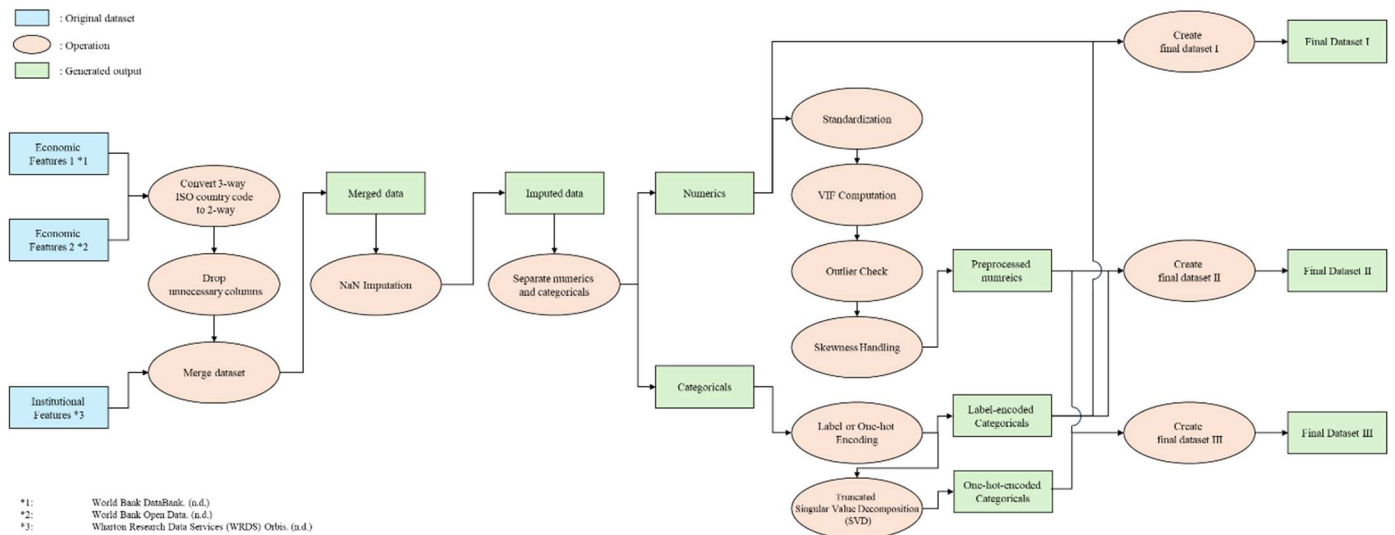 : Original dataset
: Operation
: Generated output
Economic
Features 1 *1
Economic
Features 2 *2
Institutional
Features *3
Convert 3-way
ISO country code
to 2-way
Drop
unnecessary columns
Merge dataset
Merged data
NaN Imputation
Imputed data
Separate numerics
and categoricals
Numerics
Categoricals
Standardization
VIF Computation
Outlier Check
Skewness Handling
Label or One-hot
Encoding
Truncated
Singular Value Decomposition
(SVD)
Preprocessed
numreics
Label-encoded
Categoricals
One-hot-encoded
Categoricals
Create
final dataset I
Final Dataset I
Create
final dataset II
Final Dataset II
Create
final dataset III
Final Dataset III
*1: World Bank DataBank. (n.d.)
*2: World Bank Open Data. (n.d.)
*3: Wharton Research Data Services (WRDS) Orbis. (n.d.)